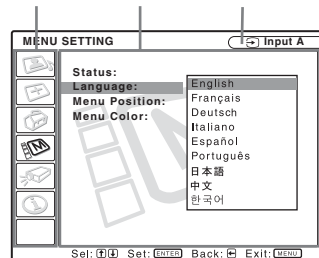 MENU SETTING
Input A
Status:
Language:
Menu Position:
Menu Color:
English
Français
Deutsch
Italiano
Español
Português
日本語
中文
한국어
Sel: Set: ENTER Back: Exit: MENU